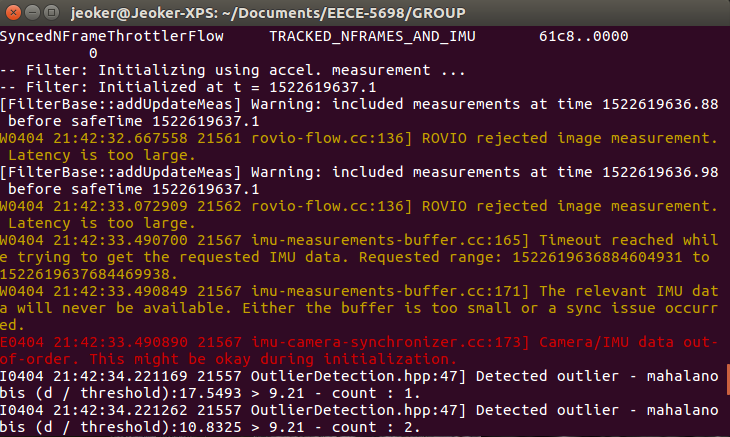 jeoker@Jeoker-XPS: ~/Documents/EECE-5698/GROUP
SyncedNFrameThrottlerFlow     TRACKED_NFRAMES_AND_IMU       61c8..0000
          0
-- Filter: Initializing using accel. measurement ...
-- Filter: Initialized at t = 1522619637.1
[FilterBase::addUpdateMeas] Warning: included measurements at time 1522619636.88
 before safeTime 1522619637.1
W0404 21:42:32.667558 21561 rovio-flow.cc:136] ROVIO rejected image measurement.
 Latency is too large.
[FilterBase::addUpdateMeas] Warning: included measurements at time 1522619636.98
 before safeTime 1522619637.1
W0404 21:42:33.072909 21562 rovio-flow.cc:136] ROVIO rejected image measurement.
 Latency is too large.
W0404 21:42:33.490700 21567 imu-measurements-buffer.cc:165] Timeout reached whil
e trying to get the requested IMU data. Requested range: 1522619636884604931 to 
1522619637684469938.
W0404 21:42:33.490849 21567 imu-measurements-buffer.cc:171] The relevant IMU dat
a will never be available. Either the buffer is too small or a sync issue occurr
ed.
E0404 21:42:33.490890 21567 imu-camera-synchronizer.cc:173] Camera/IMU data out-
of-order. This might be okay during initialization.
I0404 21:42:34.221169 21557 OutlierDetection.hpp:47] Detected outlier - mahalano
bis (d / threshold):17.5493 > 9.21 - count : 1.
I0404 21:42:34.221262 21557 OutlierDetection.hpp:47] Detected outlier - mahalano
bis (d / threshold):10.8325 > 9.21 - count : 2.